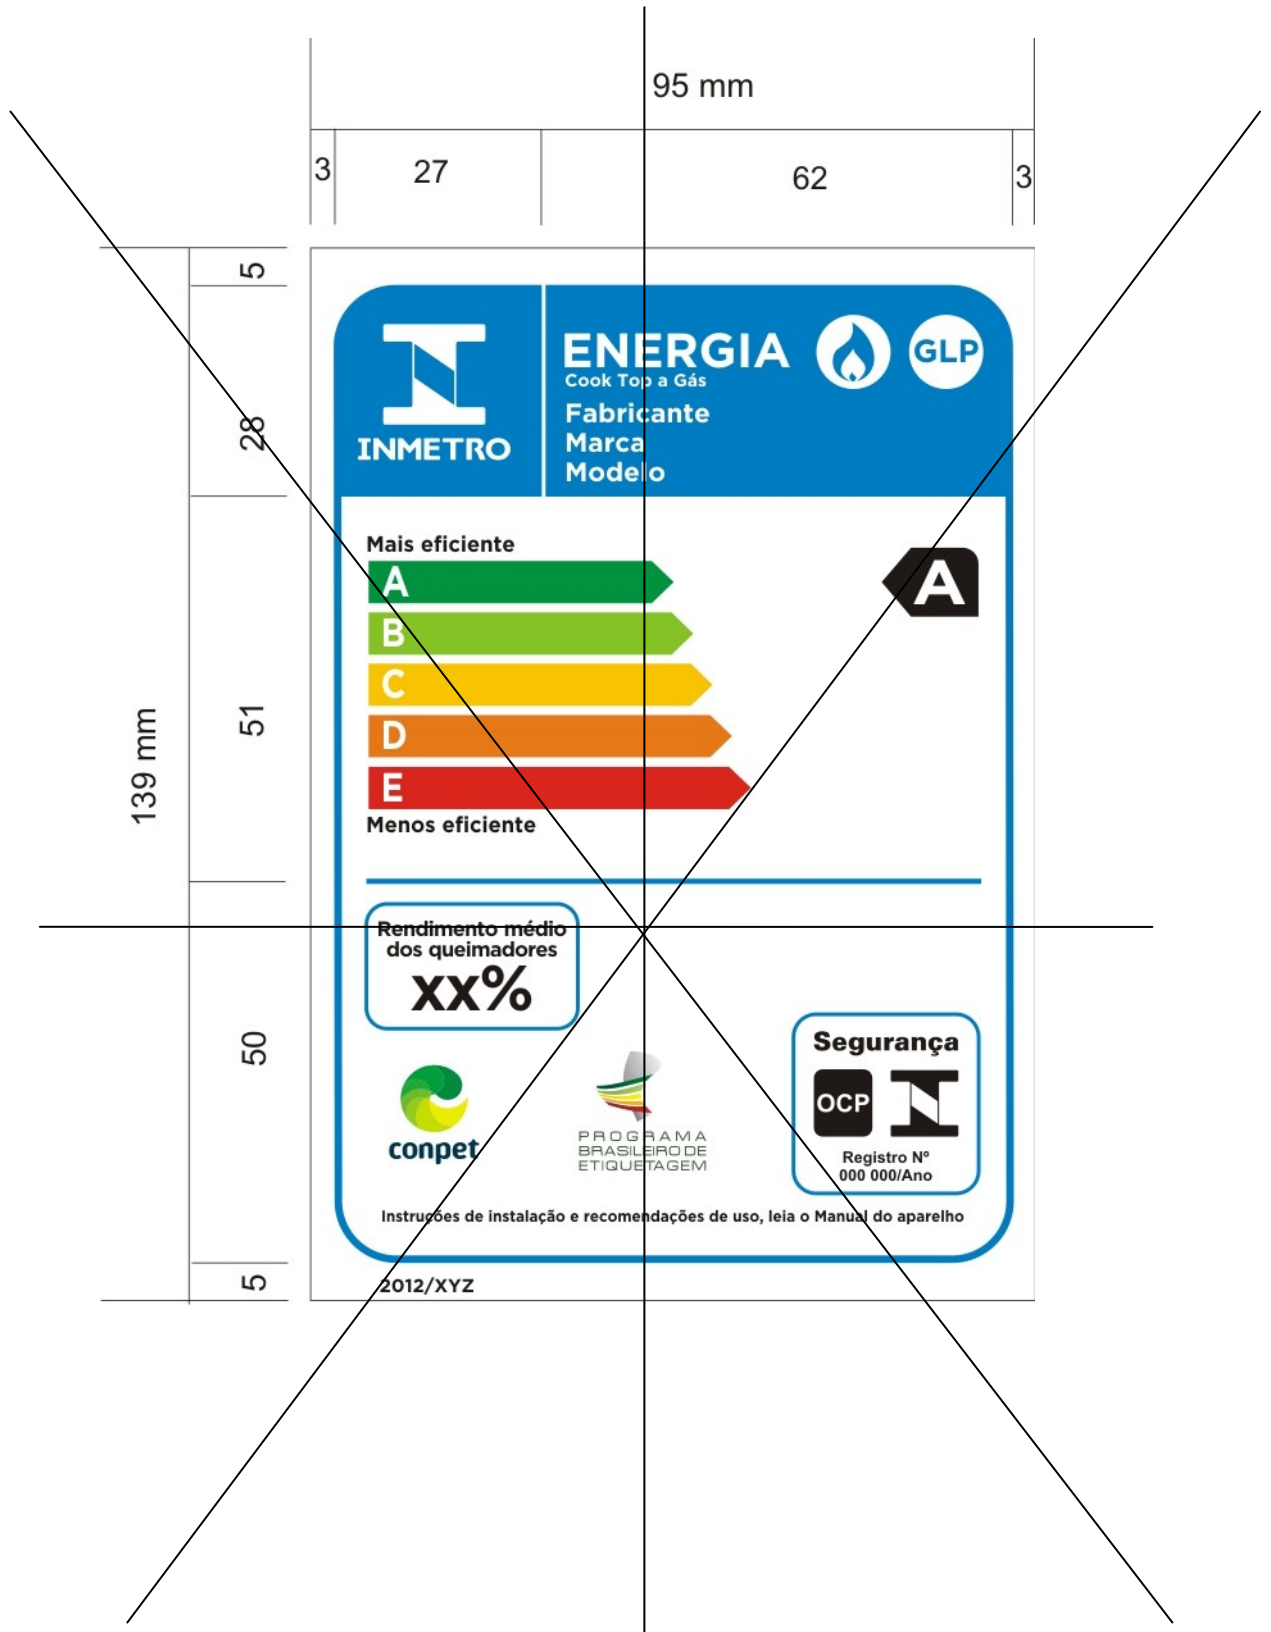 95 mm
3 27 62 3
5
28
51
139 mm
50
5
INMETRO
ENERGIA
GLP
Cook Top a Gás
Fabricante
Marca
Modelo
Mais eficiente
A
A
B
C
D
E
Menos eficiente
Rendimento médio
dos queimadores
xx%
conpet
PROGRAMA
BRASILEIRO DE
ETIQUETAGEM
Segurança
OCP
Registro Nº
000 000/Ano
Instruções de instalação e recomendações de uso, leia o Manual do aparelho
2012/XYZ